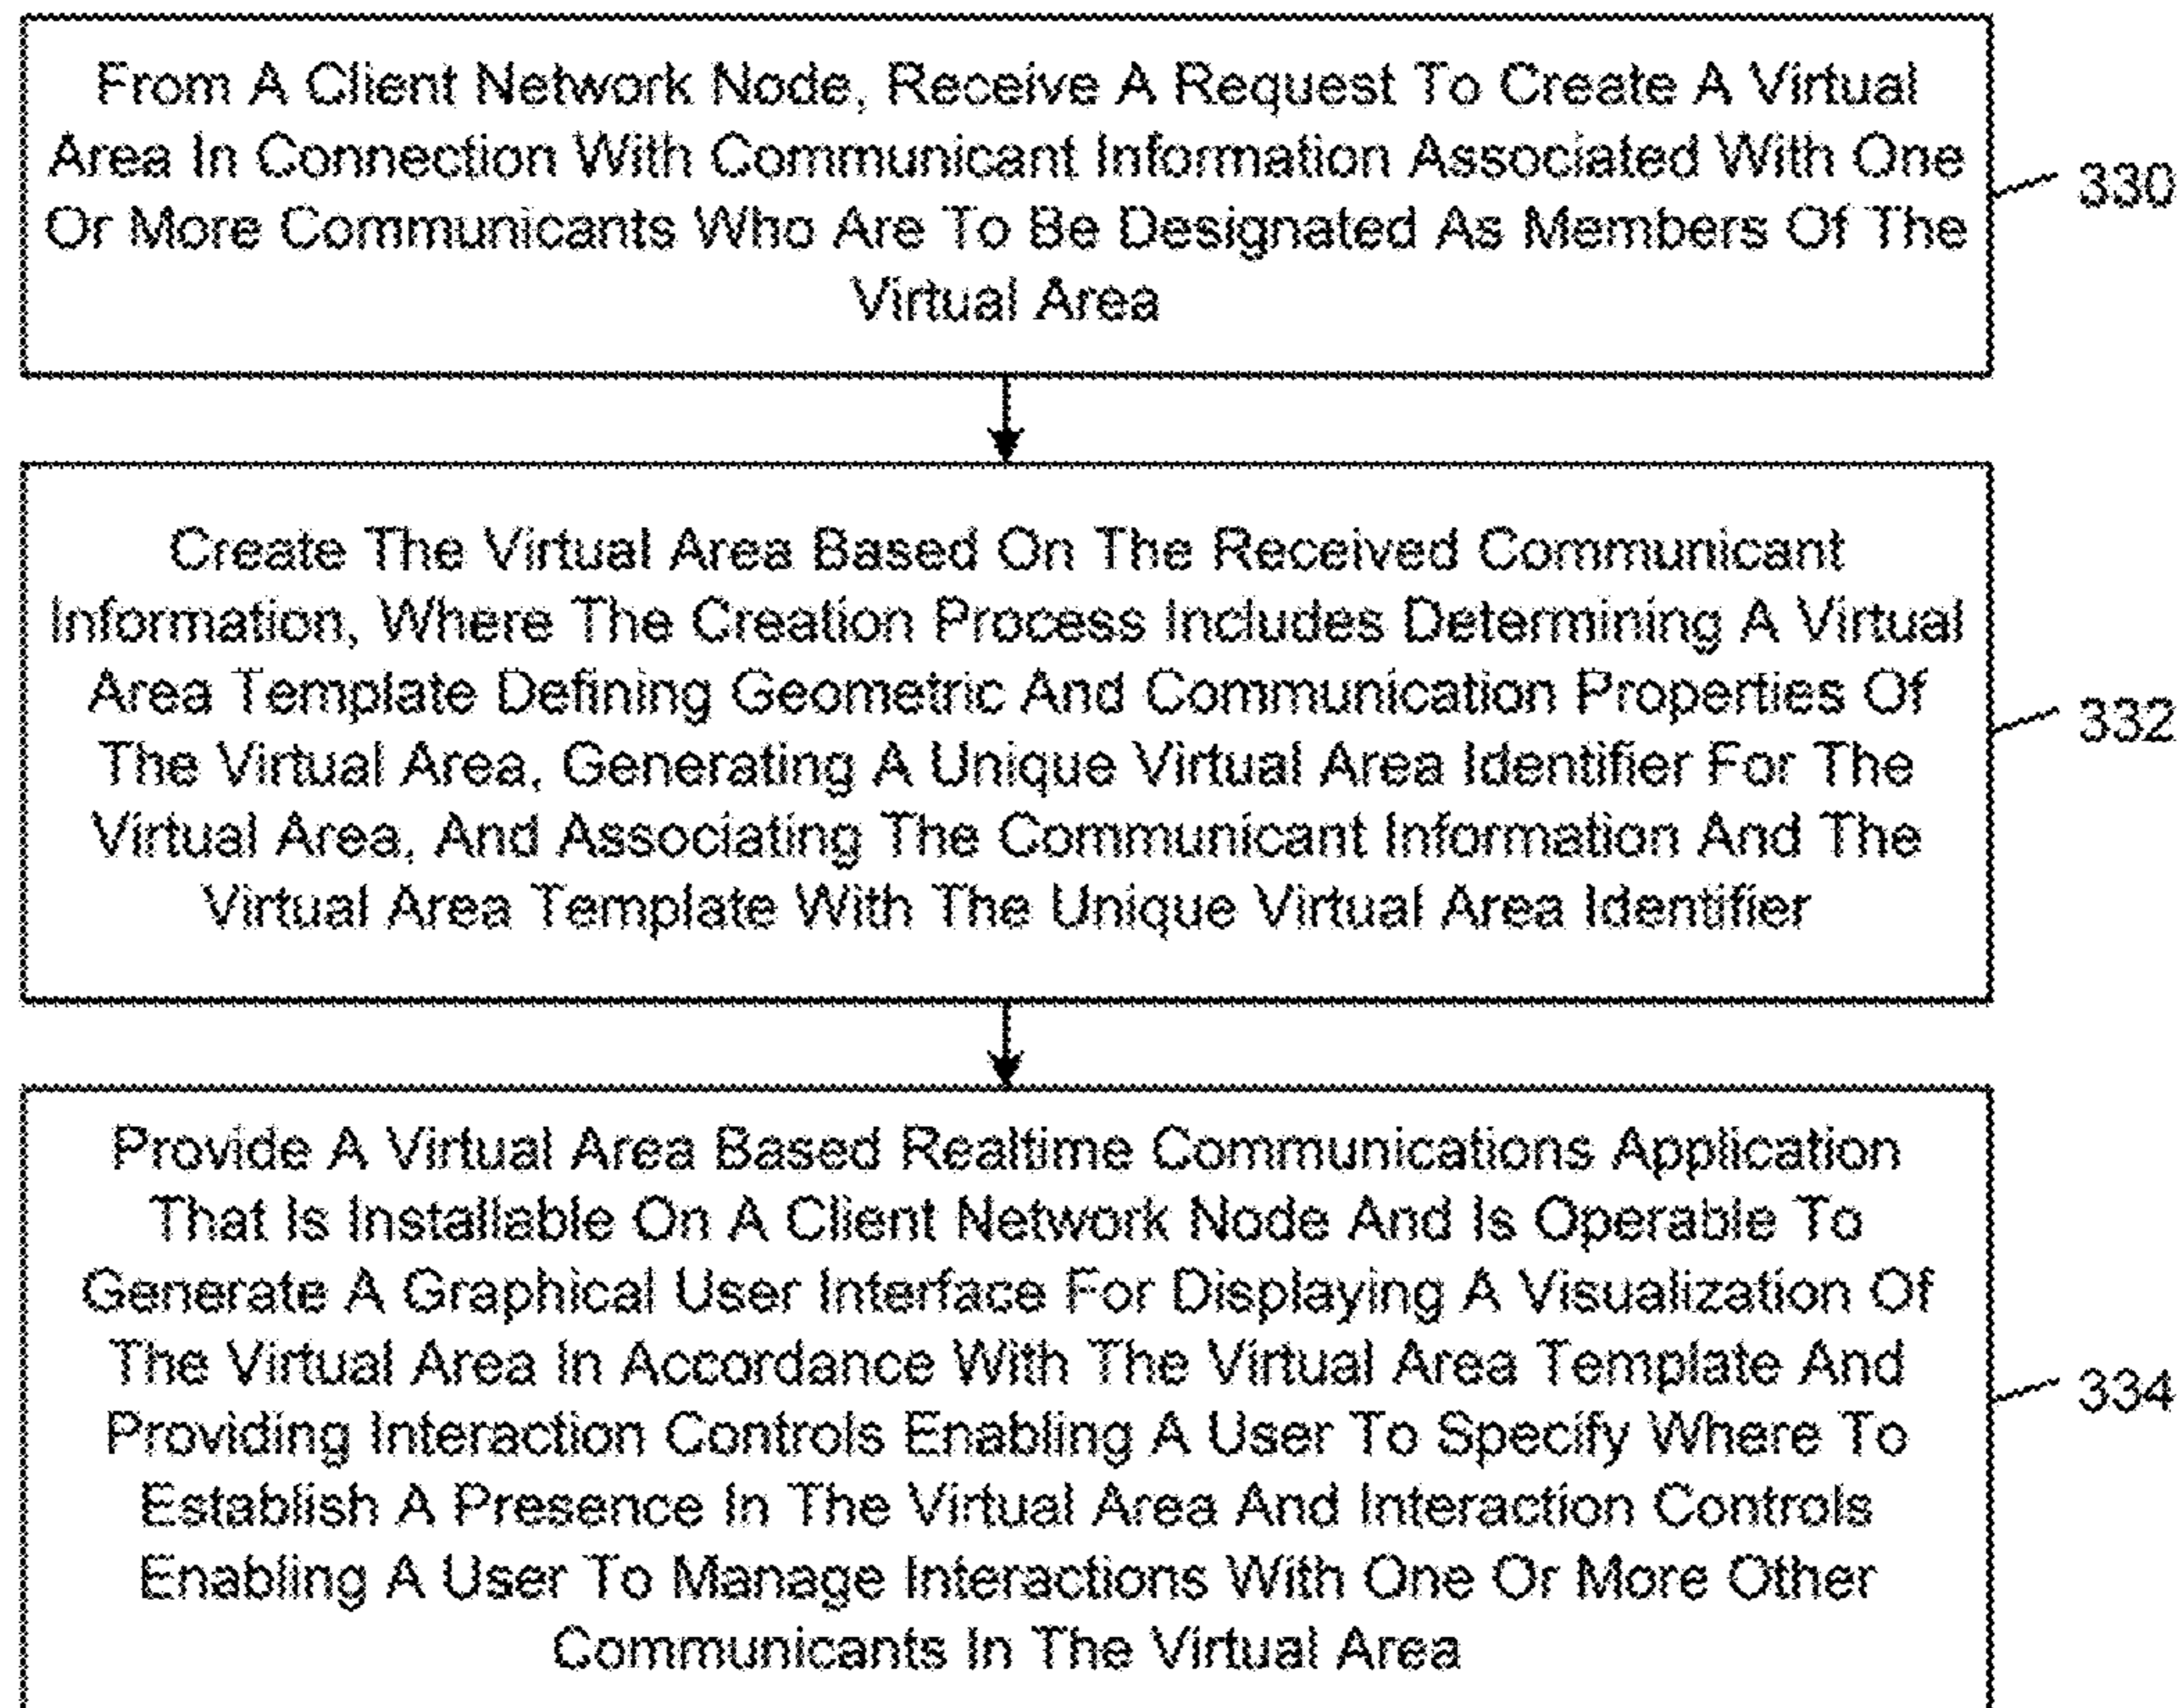 From A Client Network Node, Receive A Request To Create A Virtual
Area In Connection With Communicant Information Associated With One
Or More Communicants Who Are To Be Designated As Members Of The
Virtual Area
330
Create The Virtual Area Based On The Received Communicant
Information, Where The Creation Process Includes Determining A Virtual
Area Template Defining Geometric And Communication Properties Of
The Virtual Area, Generating A Unique Virtual Area Identifier For The
Virtual Area, And Associating The Communicant Information And The
Virtual Area Template With The Unique Virtual Area Identifier
332
Provide A Virtual Area Based Realtime Communications Application
That Is Installable On A Client Network Node And Is Operable To
Generate A Graphical User Interface For Displaying A Visualization Of
The Virtual Area In Accordance With The Virtual Area Template And
Providing Interaction Controls Enabling A User To Specify Where To
Establish A Presence In The Virtual Area And Interaction Controls
Enabling A User To Manage Interactions With One Or More Other
Communicants In The Virtual Area
334